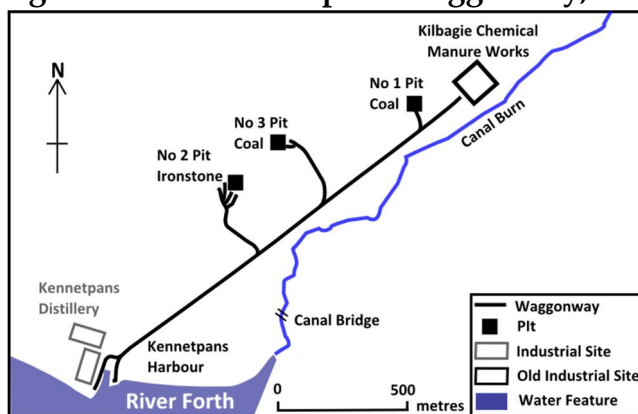 Kilbagie Chemical
Manure Works
N
No 1 Pit
Coal
No 3 Pit
Coal
Canal Burn
No 2 Pit
Ironstone
Kennetpans
Distillery
Canal Bridge
Kennetpans
Harbour
River Forth
0 500
metres
Waggonway
Pit
Industrial Site
Old Industrial Site
Water Feature